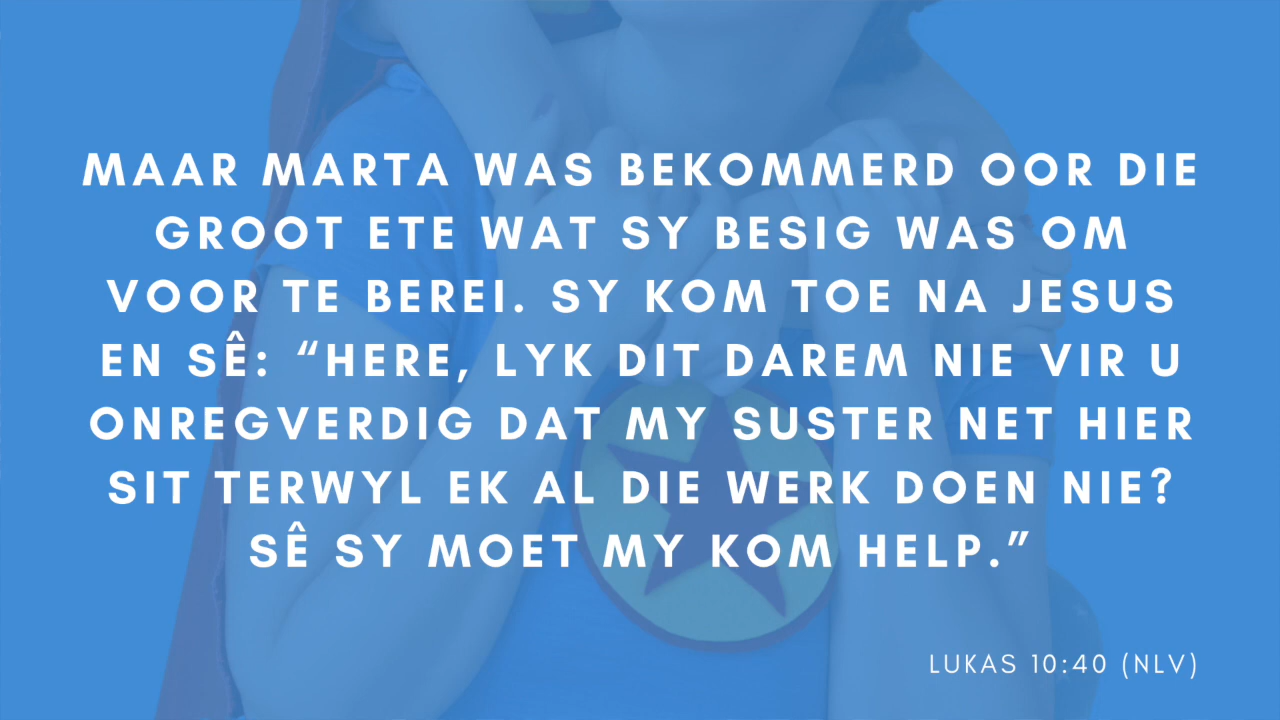 MAAR MARTA WAS BEKOMMERD OOR DIE
GROOT ETE WAT SY BESIG WAS OM
VOOR TE BEREI. SY KOM TOE NA JESUS
EN SÊ: “HERE, LYK DIT DAREM NIE VIR U
ONREGVERDIG DAT MY SUSTER NET HIER
SIT TERWYL EK AL DIE WERK DOEN NIE?
SÊ SY MOET MY KOM HELP.”
LUKAS 10:40 (NLV)